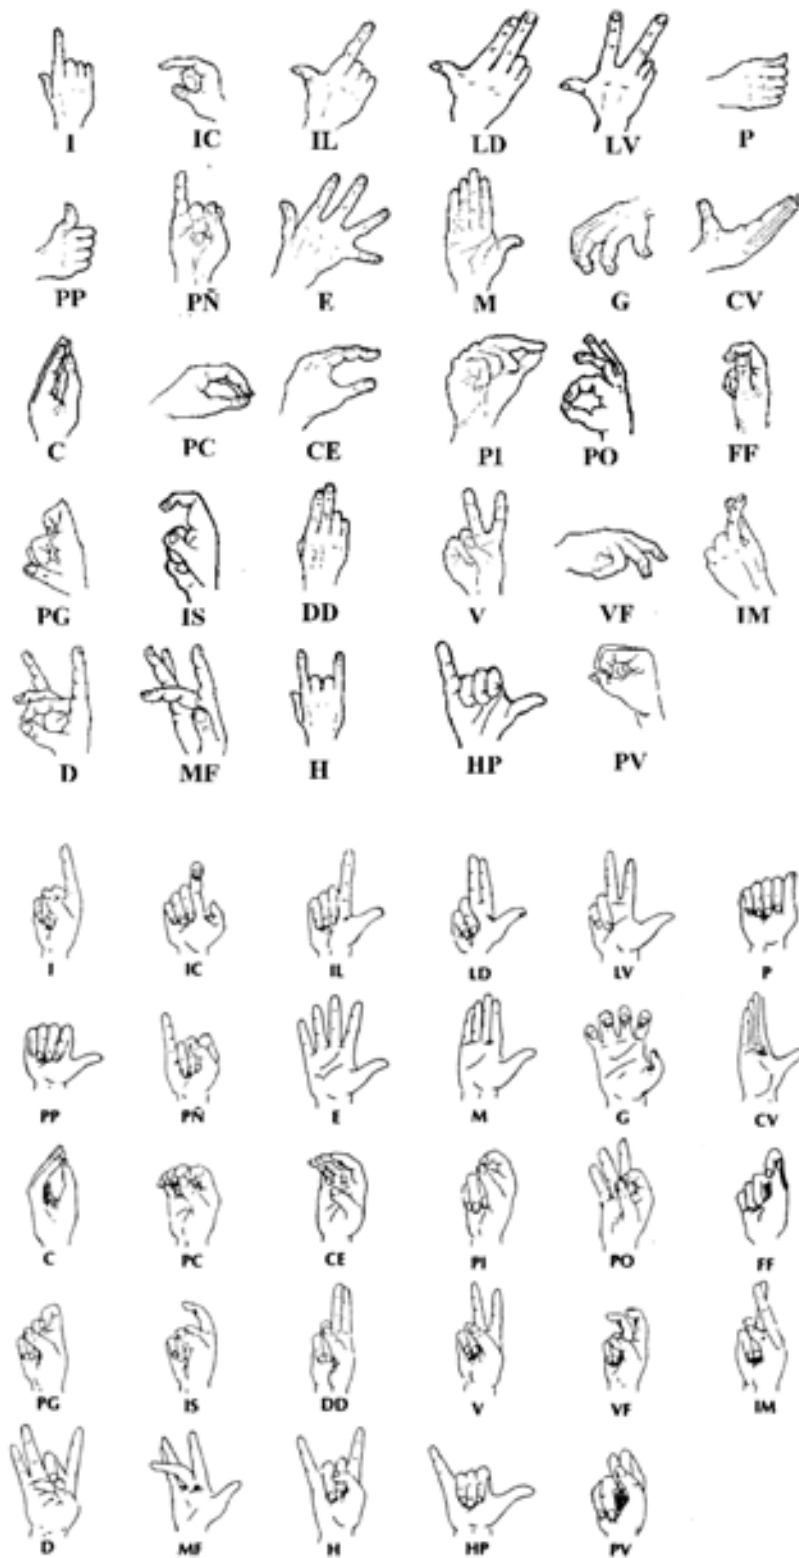 I IC IL LD LV P
PP PÑ E M G CV
C PC CE PI PO FF
PG IS DD V VF IM
D MF H HP PV
I IC IL LD LV P
PP PÑ E M G CV
C PC CE PI PO FF
PG IS DD V VF IM
D MF H HP PV